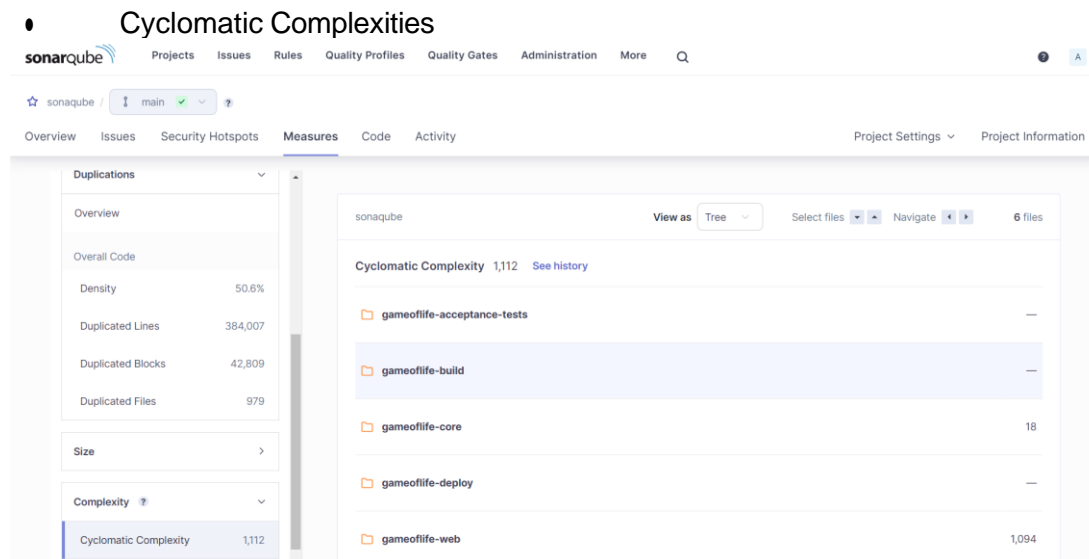 • Cyclomatic Complexities
sonarqube Projects Issues Rules Quality Profiles Quality Gates Administration More ? A
sonaqube / main ?
Overview Issues Security Hotspots Measures Code Activity Project Settings Project Information
Duplications
Overview
Overall Code
Density 50.6%
Duplicated Lines 384,007
Duplicated Blocks 42,809
Duplicated Files 979
Size
Complexity ?
Cyclomatic Complexity 1,112
sonaqube View as Tree Select files Navigate 6 files
Cyclomatic Complexity 1,112 See history
gameoflife-acceptance-tests —
gameoflife-build —
gameoflife-core 18
gameoflife-deploy —
gameoflife-web 1,094